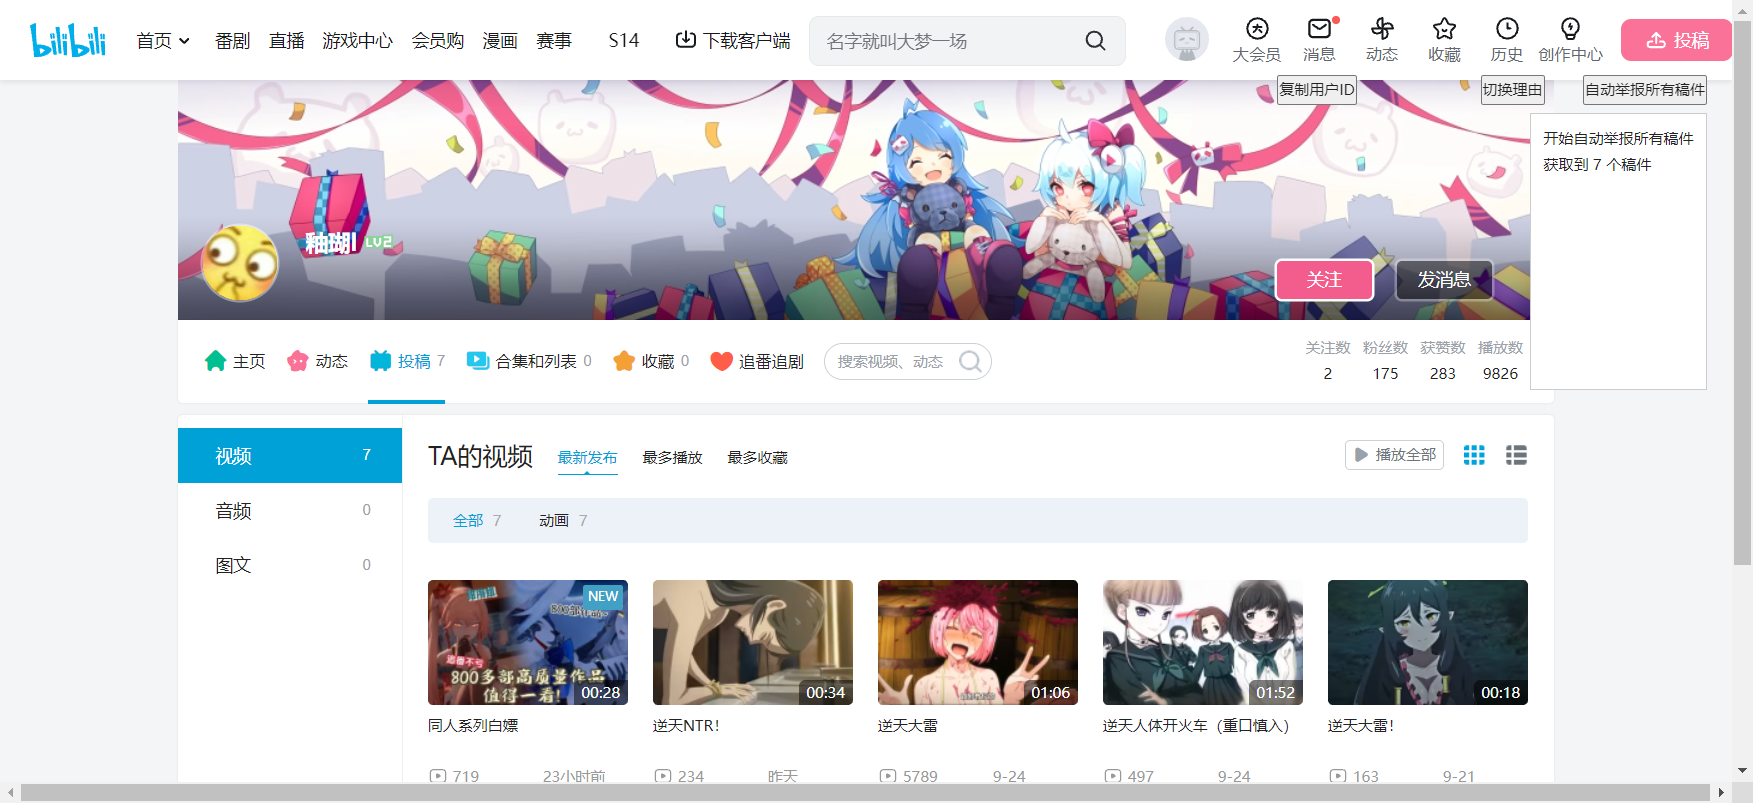 bilibili
首页
番剧
直播
游戏中心
会员购
漫画
赛事
S14
下载客户端
名字就叫大梦一场
大会员
消息
动态
收藏
历史
创作中心
投稿
复制用户ID
切换理由
自动举报所有稿件
开始自动举报所有稿件
获取到 7 个稿件
釉瑚l LV2
关注
发消息
主页
动态
投稿 7
合集和列表 0
收藏 0
追番追剧
搜索视频、动态
关注数 粉丝数 获赞数 播放数
2 175 283 9826
视频 7
音频 0
图文 0
TA的视频
最新发布
最多播放
最多收藏
播放全部
全部 7
动画 7
NEW
800多部高质量作品
值得一看!
00:28
00:34
01:06
01:52
00:18
同人系列白嫖
逆天NTR!
逆天大雷
逆天人体开火车（重口慎入）
逆天大雷!
719 23小时前
234 昨天
5789 9-24
497 9-24
163 9-21